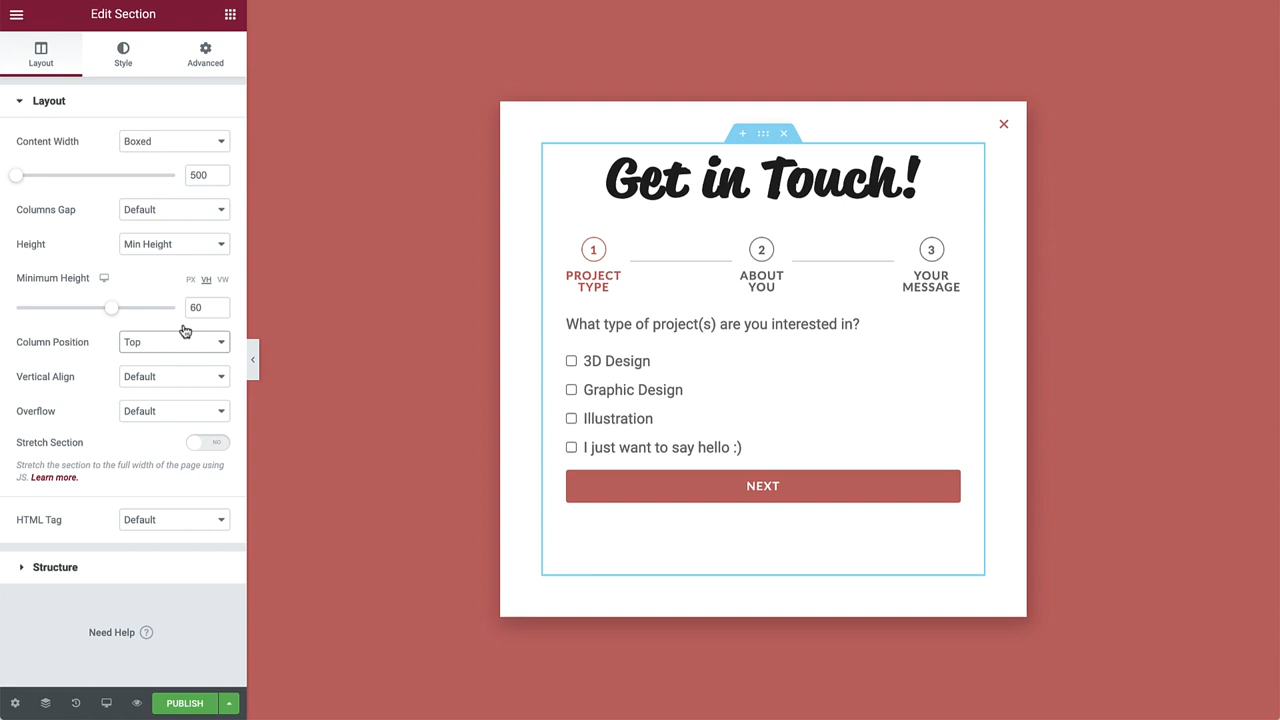 Edit Section
Layout
Style
Advanced
Layout
Content Width
Boxed
500
Columns Gap
Default
Height
Min Height
Minimum Height
PX VH VW
60
Column Position
Top
Vertical Align
Default
Overflow
Default
Stretch Section
NO
Stretch the section to the full width of the page using
JS. Learn more.
HTML Tag
Default
Structure
Need Help ?
PUBLISH
Get in Touch!
1
PROJECT
TYPE
2
ABOUT
YOU
3
YOUR
MESSAGE
What type of project(s) are you interested in?
3D Design
Graphic Design
Illustration
I just want to say hello :)
NEXT